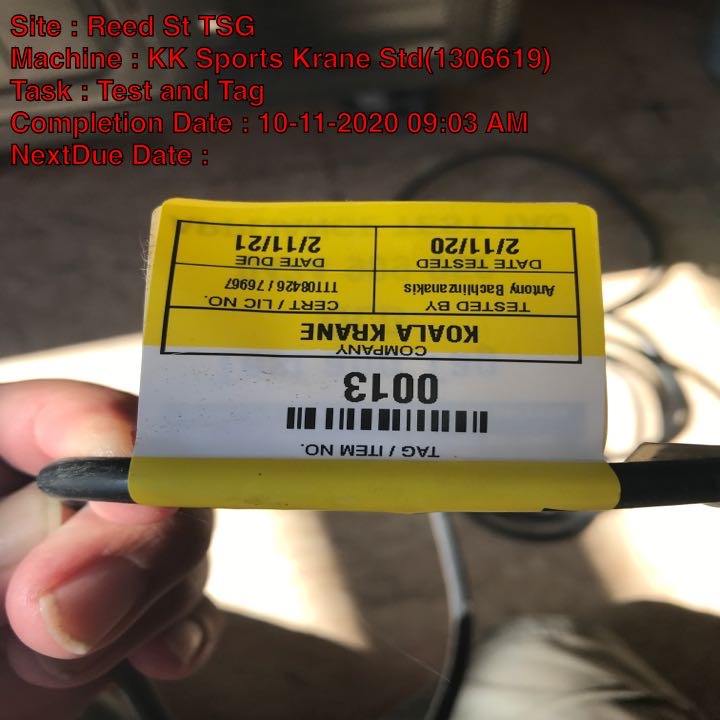 Site : Reed St TSG
Machine : KK Sports Krane Std(1306619)
Task : Test and Tag
Completion Date : 10-11-2020 09:03 AM
NextDue Date :
TAG / ITEM NO.
0013
COMPANY
KOALA KRANE
TESTED BY CERT / LIC NO.
Antony Bachlinzanakis TTT08426 / 76967
DATE TESTED DATE DUE
2/11/20 2/11/21